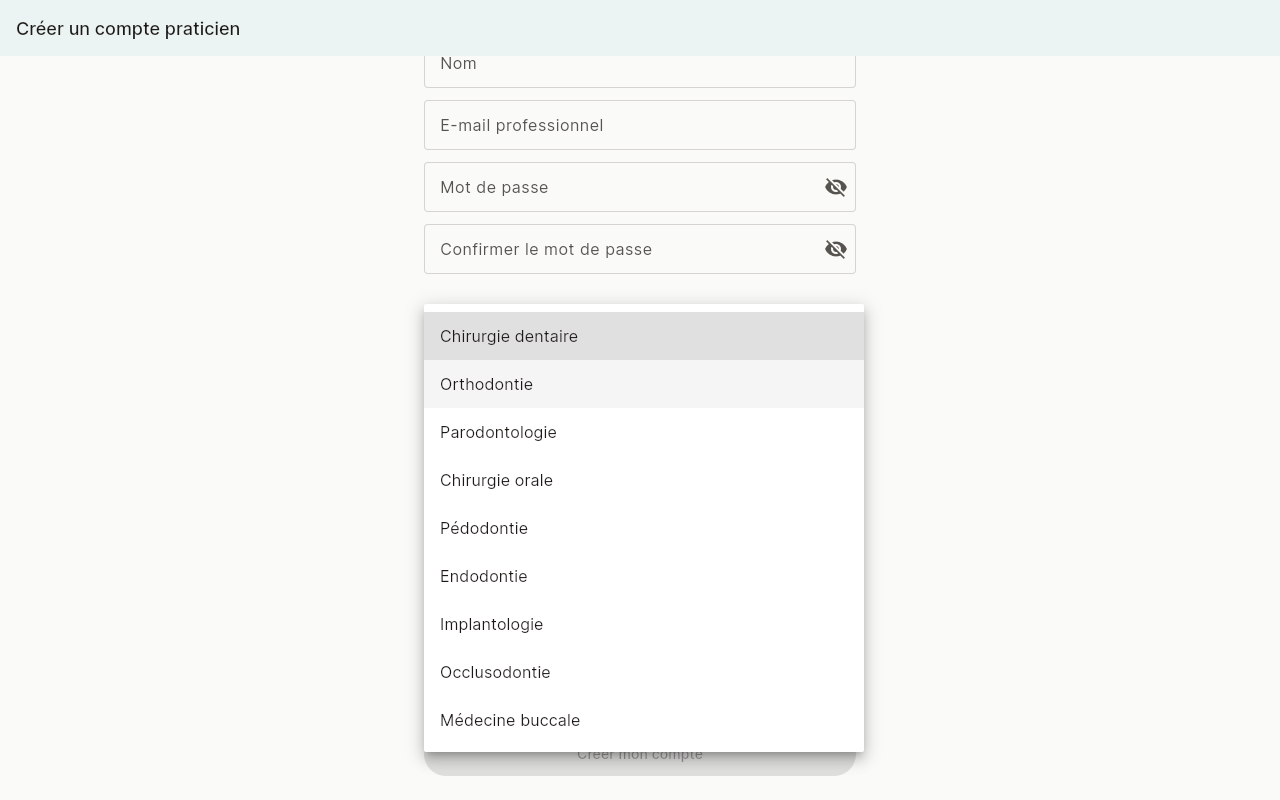 Créer un compte praticien
Nom
E-mail professionnel
Mot de passe
Confirmer le mot de passe
Chirurgie dentaire
Orthodontie
Parodontologie
Chirurgie orale
Pédodontie
Endodontie
Implantologie
Occlusodontie
Médecine buccale
Créer mon compte